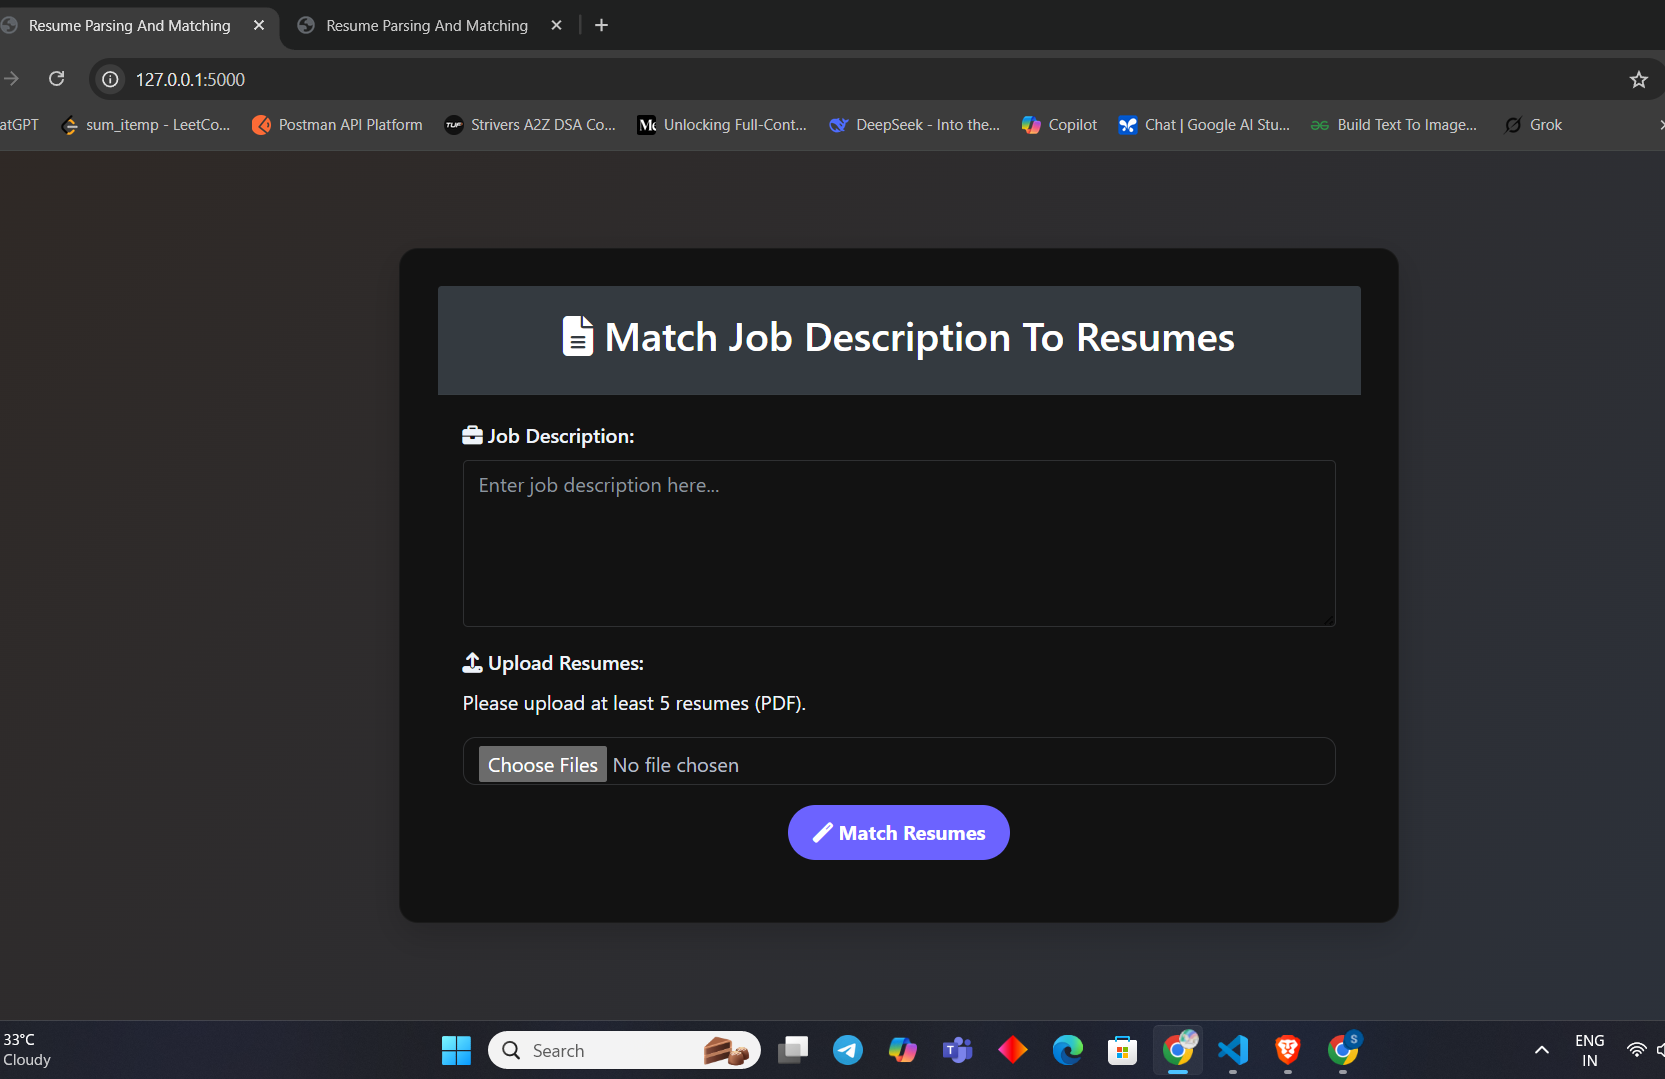 Resume Parsing And Matching
Resume Parsing And Matching
127.0.0.1:5000
atGPT
sum_itemp - LeetCo...
Postman API Platform
TUF
Strivers A2Z DSA Co...
Unlocking Full-Cont...
DeepSeek - Into the...
Copilot
Chat | Google AI Stu...
Build Text To Image...
Grok
Match Job Description To Resumes
Job Description:
Enter job description here...
Upload Resumes:
Please upload at least 5 resumes (PDF).
Choose Files No file chosen
Match Resumes
33°C
Cloudy
Search
T
S
ENG
IN